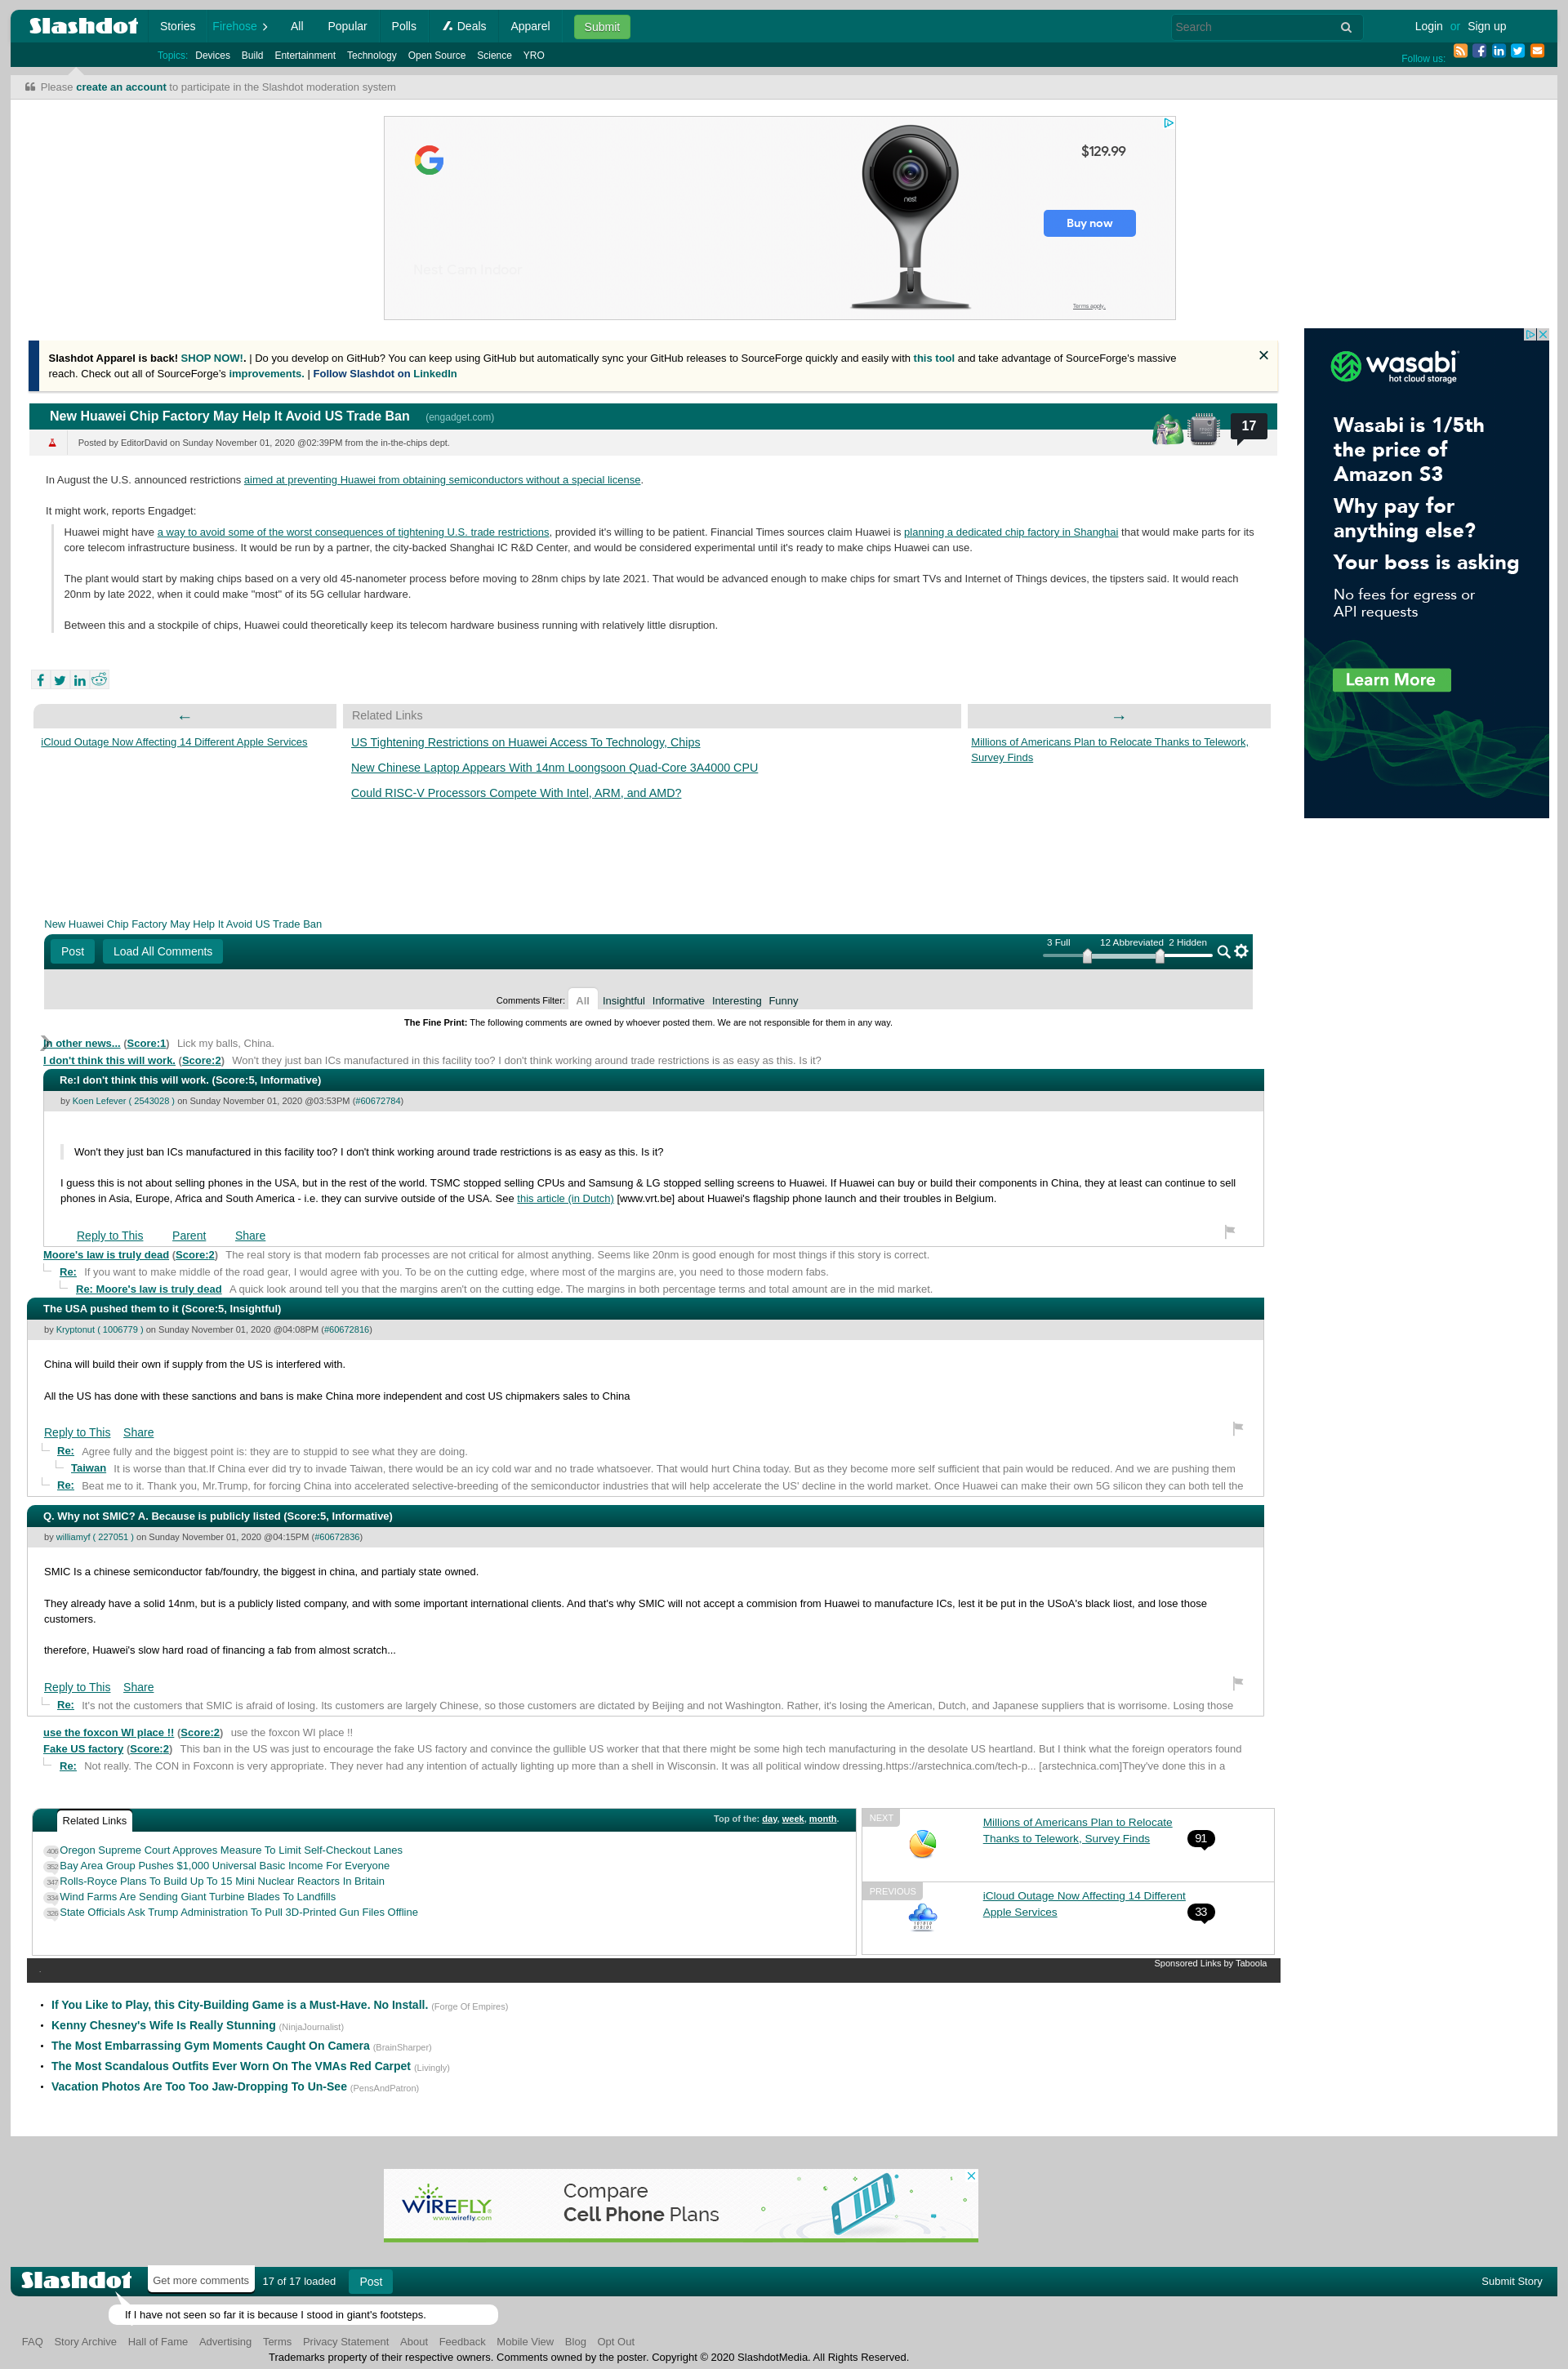 Slashdot
Stories Firehose All Popular Polls Deals Apparel Submit
Search
Login or Sign up
Topics: Devices Build Entertainment Technology Open Source Science YRO
Follow us:
Please create an account to participate in the Slashdot moderation system
$129.99
nest
Buy now
Nest Cam Indoor
Terms apply.
Slashdot Apparel is back! SHOP NOW!. | Do you develop on GitHub? You can keep using GitHub but automatically sync your GitHub releases to SourceForge quickly and easily with this tool and take advantage of SourceForge's massive
reach. Check out all of SourceForge's improvements. | Follow Slashdot on LinkedIn
New Huawei Chip Factory May Help It Avoid US Trade Ban (engadget.com)
17
Posted by EditorDavid on Sunday November 01, 2020 @02:39PM from the in-the-chips dept.
In August the U.S. announced restrictions aimed at preventing Huawei from obtaining semiconductors without a special license.
It might work, reports Engadget:
Huawei might have a way to avoid some of the worst consequences of tightening U.S. trade restrictions, provided it's willing to be patient. Financial Times sources claim Huawei is planning a dedicated chip factory in Shanghai that would make parts for its
core telecom infrastructure business. It would be run by a partner, the city-backed Shanghai IC R&D Center, and would be considered experimental until it's ready to make chips Huawei can use.
The plant would start by making chips based on a very old 45-nanometer process before moving to 28nm chips by late 2021. That would be advanced enough to make chips for smart TVs and Internet of Things devices, the tipsters said. It would reach
20nm by late 2022, when it could make "most" of its 5G cellular hardware.
Between this and a stockpile of chips, Huawei could theoretically keep its telecom hardware business running with relatively little disruption.
wasabi
hot cloud storage
Wasabi is 1/5th
the price of
Amazon S3
Why pay for
anything else?
Your boss is asking
No fees for egress or
API requests
Learn More
← Related Links →
iCloud Outage Now Affecting 14 Different Apple Services
US Tightening Restrictions on Huawei Access To Technology, Chips
New Chinese Laptop Appears With 14nm Loongsoon Quad-Core 3A4000 CPU
Could RISC-V Processors Compete With Intel, ARM, and AMD?
Millions of Americans Plan to Relocate Thanks to Telework,
Survey Finds
New Huawei Chip Factory May Help It Avoid US Trade Ban
Post Load All Comments
3 Full 12 Abbreviated 2 Hidden
Comments Filter: All Insightful Informative Interesting Funny
The Fine Print: The following comments are owned by whoever posted them. We are not responsible for them in any way.
In other news... (Score:1) Lick my balls, China.
I don't think this will work. (Score:2) Won't they just ban ICs manufactured in this facility too? I don't think working around trade restrictions is as easy as this. Is it?
Re:I don't think this will work. (Score:5, Informative)
by Koen Lefever ( 2543028 ) on Sunday November 01, 2020 @03:53PM (#60672784)
Won't they just ban ICs manufactured in this facility too? I don't think working around trade restrictions is as easy as this. Is it?
I guess this is not about selling phones in the USA, but in the rest of the world. TSMC stopped selling CPUs and Samsung & LG stopped selling screens to Huawei. If Huawei can buy or build their components in China, they at least can continue to sell
phones in Asia, Europe, Africa and South America - i.e. they can survive outside of the USA. See this article (in Dutch) [www.vrt.be] about Huawei's flagship phone launch and their troubles in Belgium.
Reply to This Parent Share
Moore's law is truly dead (Score:2) The real story is that modern fab processes are not critical for almost anything. Seems like 20nm is good enough for most things if this story is correct.
Re: If you want to make middle of the road gear, I would agree with you. To be on the cutting edge, where most of the margins are, you need to those modern fabs.
Re: Moore's law is truly dead A quick look around tell you that the margins aren't on the cutting edge. The margins in both percentage terms and total amount are in the mid market.
The USA pushed them to it (Score:5, Insightful)
by Kryptonut ( 1006779 ) on Sunday November 01, 2020 @04:08PM (#60672816)
China will build their own if supply from the US is interfered with.
All the US has done with these sanctions and bans is make China more independent and cost US chipmakers sales to China
Reply to This Share
Re: Agree fully and the biggest point is: they are to stuppid to see what they are doing.
Taiwan It is worse than that.If China ever did try to invade Taiwan, there would be an icy cold war and no trade whatsoever. That would hurt China today. But as they become more self sufficient that pain would be reduced. And we are pushing them
Re: Beat me to it. Thank you, Mr.Trump, for forcing China into accelerated selective-breeding of the semiconductor industries that will help accelerate the US' decline in the world market. Once Huawei can make their own 5G silicon they can both tell the
Q. Why not SMIC? A. Because is publicly listed (Score:5, Informative)
by williamyf ( 227051 ) on Sunday November 01, 2020 @04:15PM (#60672836)
SMIC Is a chinese semiconductor fab/foundry, the biggest in china, and partialy state owned.
They already have a solid 14nm, but is a publicly listed company, and with some important international clients. And that's why SMIC will not accept a commision from Huawei to manufacture ICs, lest it be put in the USoA's black liost, and lose those
customers.
therefore, Huawei's slow hard road of financing a fab from almost scratch...
Reply to This Share
Re: It's not the customers that SMIC is afraid of losing. Its customers are largely Chinese, so those customers are dictated by Beijing and not Washington. Rather, it's losing the American, Dutch, and Japanese suppliers that is worrisome. Losing those
use the foxcon WI place !! (Score:2) use the foxcon WI place !!
Fake US factory (Score:2) This ban in the US was just to encourage the fake US factory and convince the gullible US worker that that there might be some high tech manufacturing in the desolate US heartland. But I think what the foreign operators found
Re: Not really. The CON in Foxconn is very appropriate. They never had any intention of actually lighting up more than a shell in Wisconsin. It was all political window dressing.https://arstechnica.com/tech-p... [arstechnica.com]They've done this in a
Related Links
Top of the: day, week, month.
406 Oregon Supreme Court Approves Measure To Limit Self-Checkout Lanes
352 Bay Area Group Pushes $1,000 Universal Basic Income For Everyone
347 Rolls-Royce Plans To Build Up To 15 Mini Nuclear Reactors In Britain
334 Wind Farms Are Sending Giant Turbine Blades To Landfills
326 State Officials Ask Trump Administration To Pull 3D-Printed Gun Files Offline
NEXT
Millions of Americans Plan to Relocate
Thanks to Telework, Survey Finds
91
PREVIOUS
iCloud Outage Now Affecting 14 Different
Apple Services
33
Sponsored Links by Taboola
• If You Like to Play, this City-Building Game is a Must-Have. No Install. (Forge Of Empires)
• Kenny Chesney's Wife Is Really Stunning (NinjaJournalist)
• The Most Embarrassing Gym Moments Caught On Camera (BrainSharper)
• The Most Scandalous Outfits Ever Worn On The VMAs Red Carpet (Livingly)
• Vacation Photos Are Too Too Jaw-Dropping To Un-See (PensAndPatron)
WIREFLY
www.wirefly.com
Compare
Cell Phone Plans
Slashdot
Get more comments 17 of 17 loaded Post
Submit Story
If I have not seen so far it is because I stood in giant's footsteps.
FAQ Story Archive Hall of Fame Advertising Terms Privacy Statement About Feedback Mobile View Blog Opt Out
Trademarks property of their respective owners. Comments owned by the poster. Copyright © 2020 SlashdotMedia. All Rights Reserved.